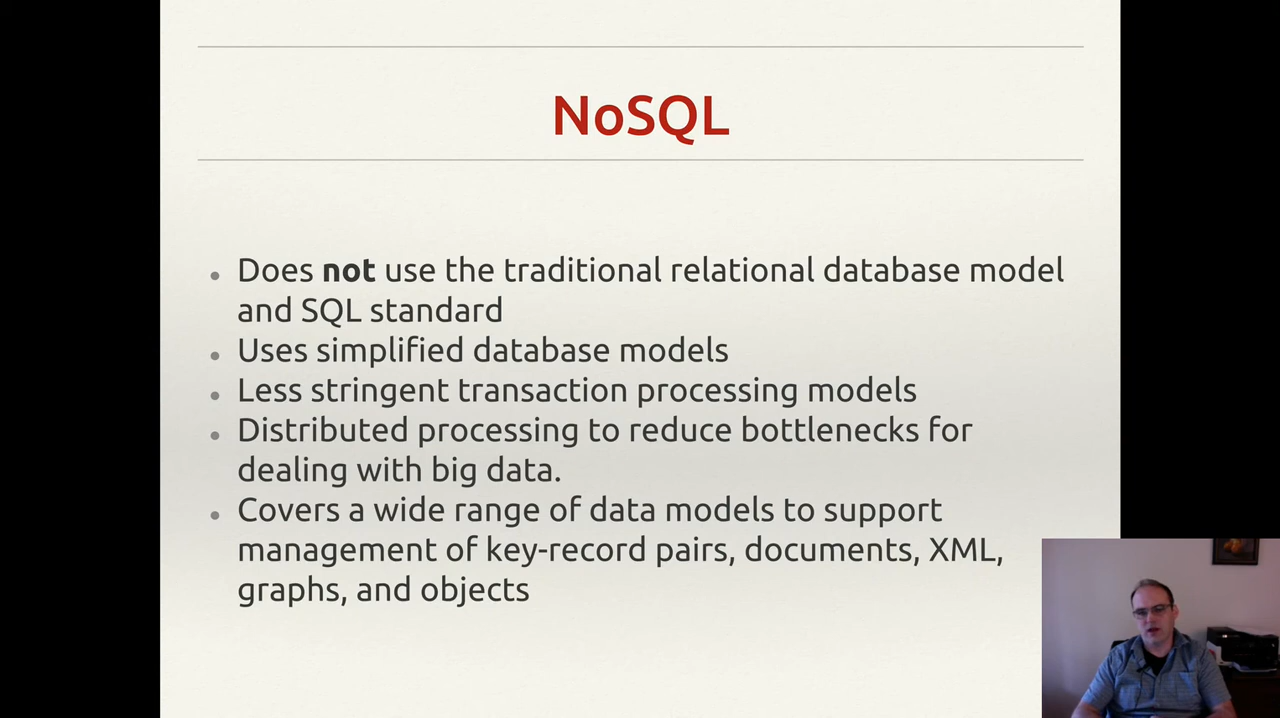 NoSQL
Does not use the traditional relational database model
and SQL standard
Uses simplified database models
Less stringent transaction processing models
Distributed processing to reduce bottlenecks for
dealing with big data.
Covers a wide range of data models to support
management of key-record pairs, documents, XML,
graphs, and objects